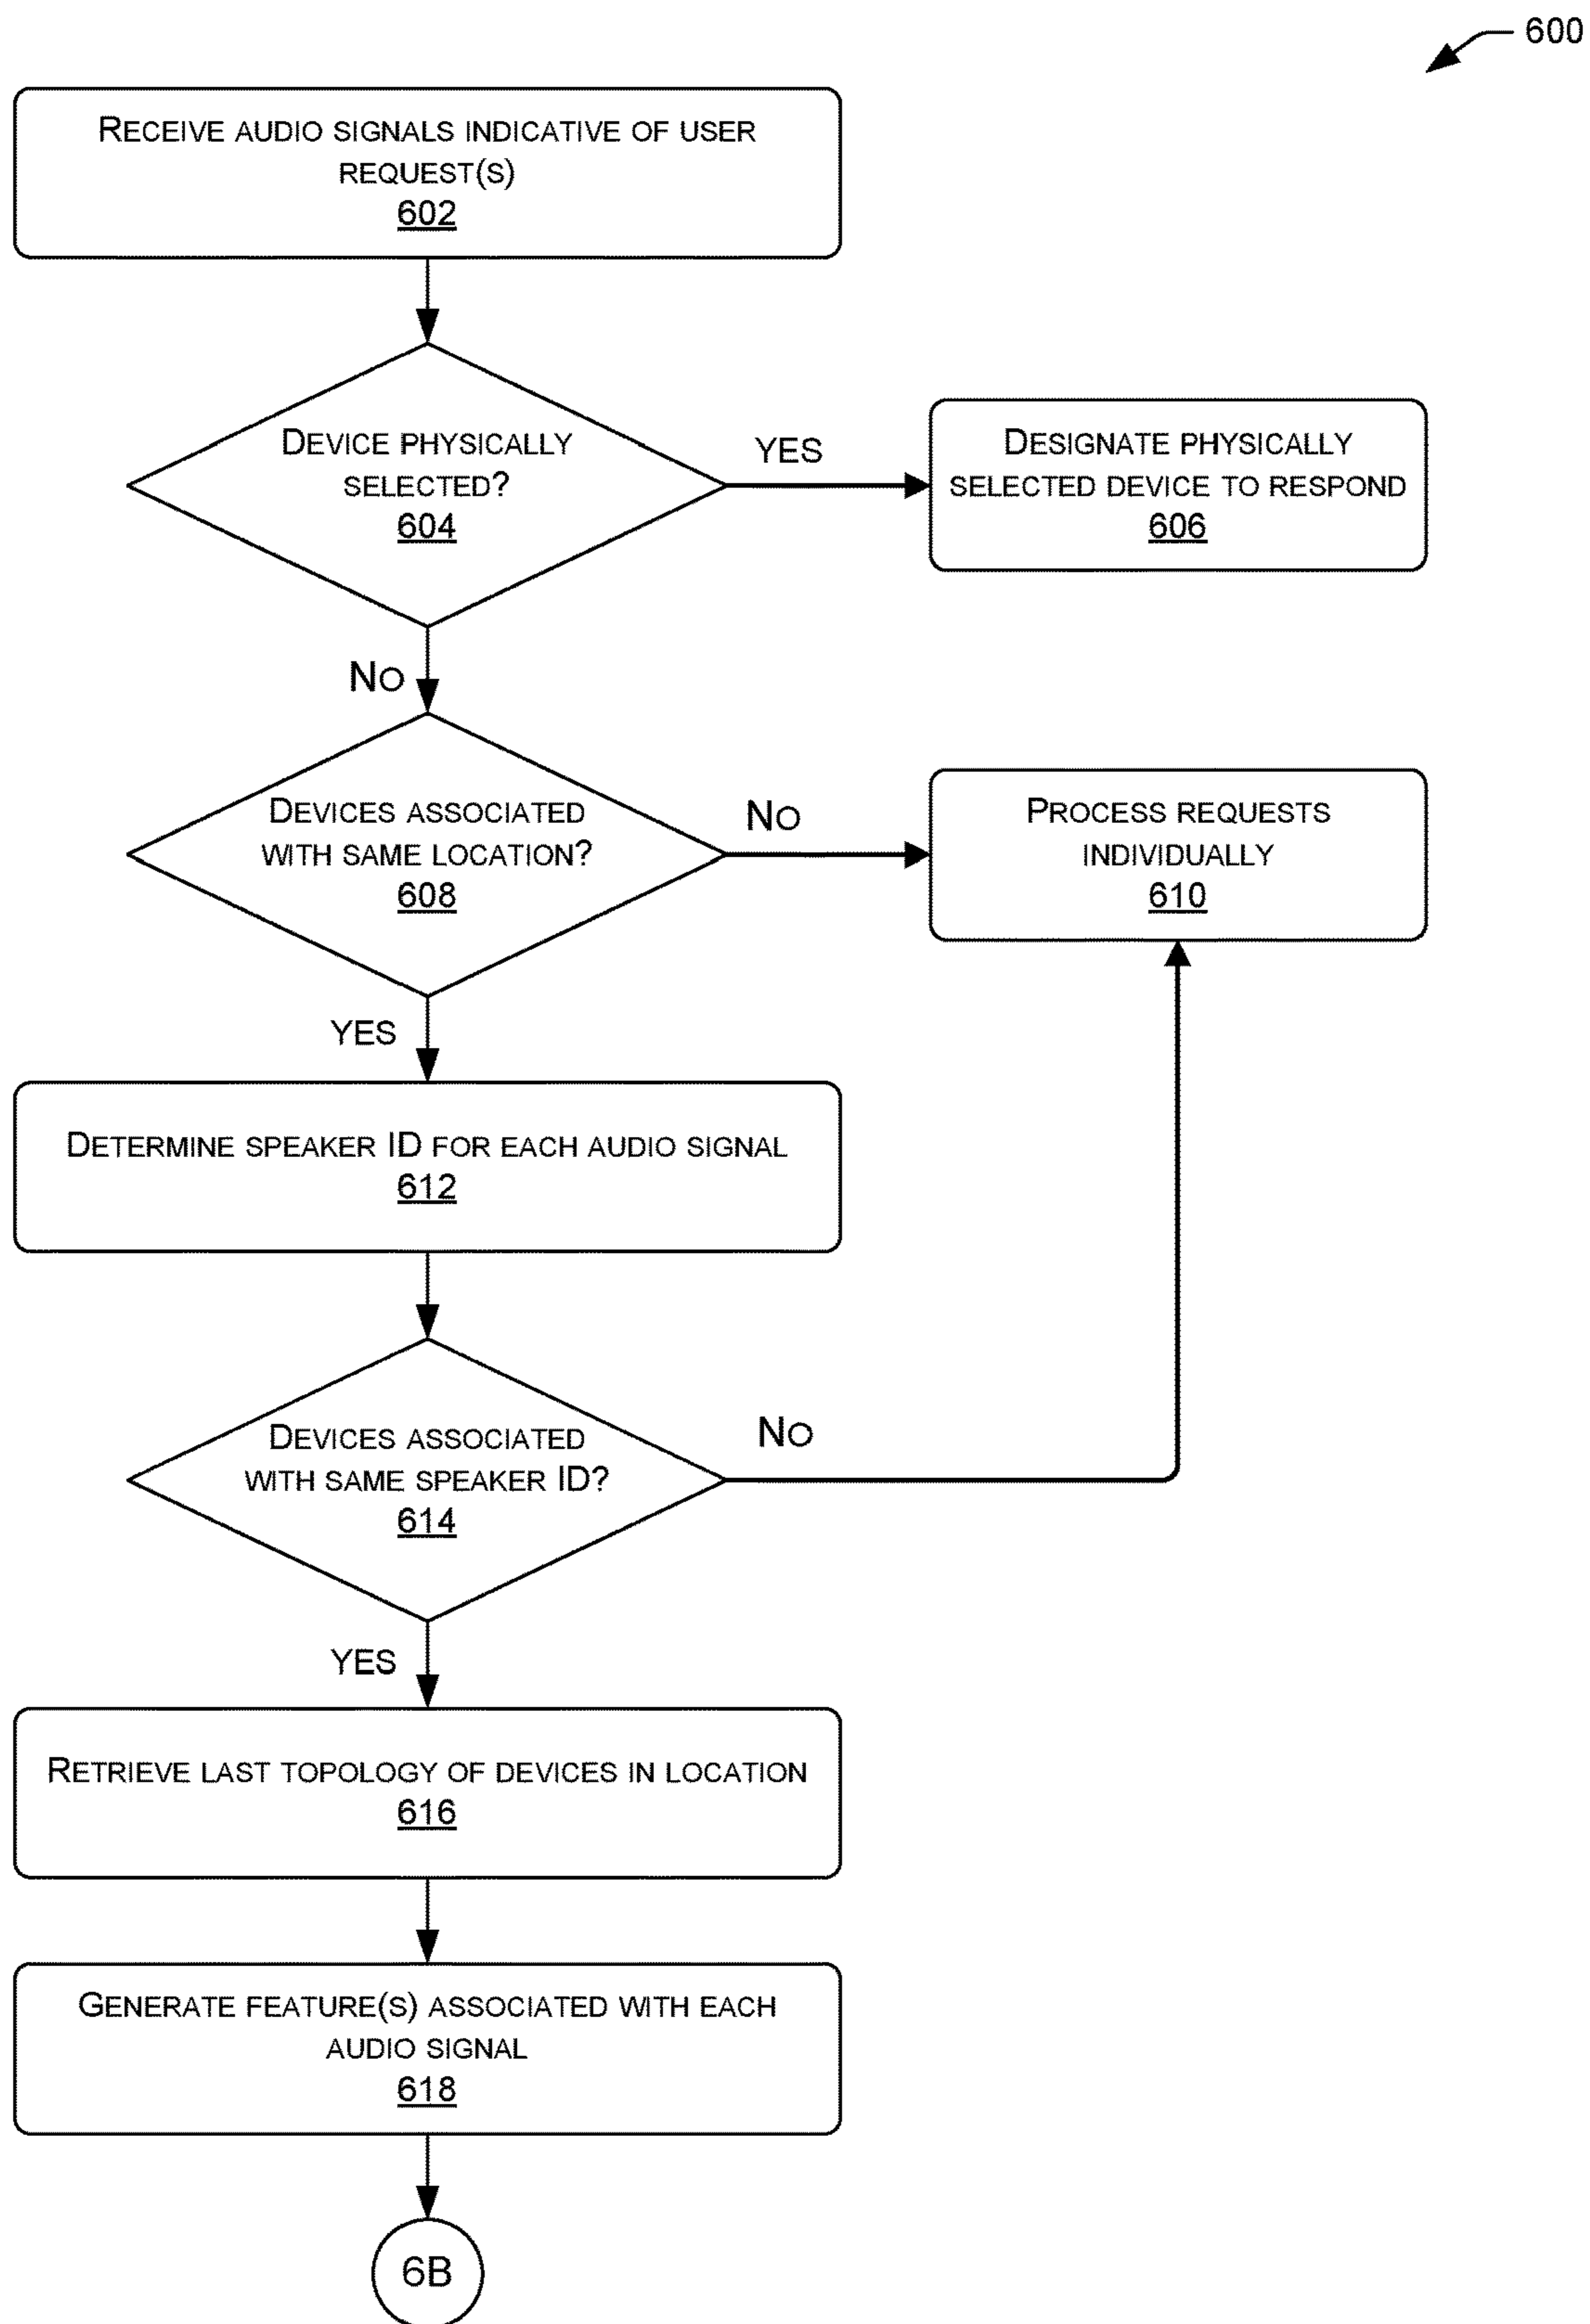 600
Receive audio signals indicative of user
request(s)
602
Device physically
selected?
604
YES
Designate physically
selected device to respond
606
No
Devices associated
with same location?
608
No
Process requests
individually
610
YES
Determine speaker ID for each audio signal
612
Devices associated
with same speaker ID?
614
No
YES
Retrieve last topology of devices in location
616
Generate feature(s) associated with each
audio signal
618
6B